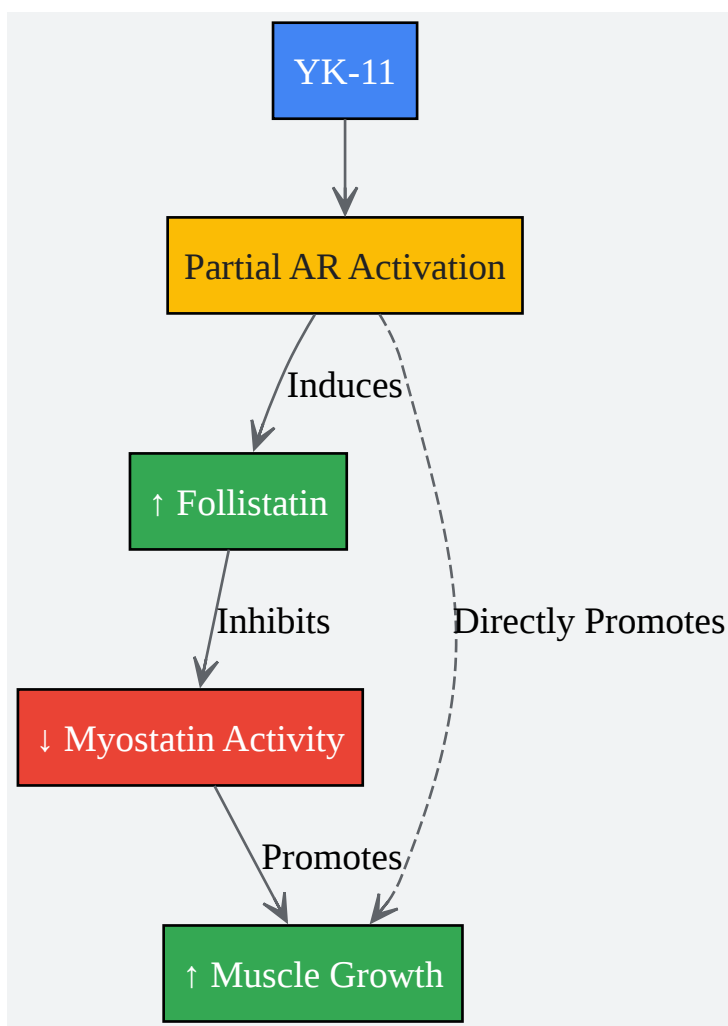 YK-11
Partial AR Activation
Induces
↑ Follistatin
Inhibits
Directly Promotes
↓ Myostatin Activity
Promotes
↑ Muscle Growth